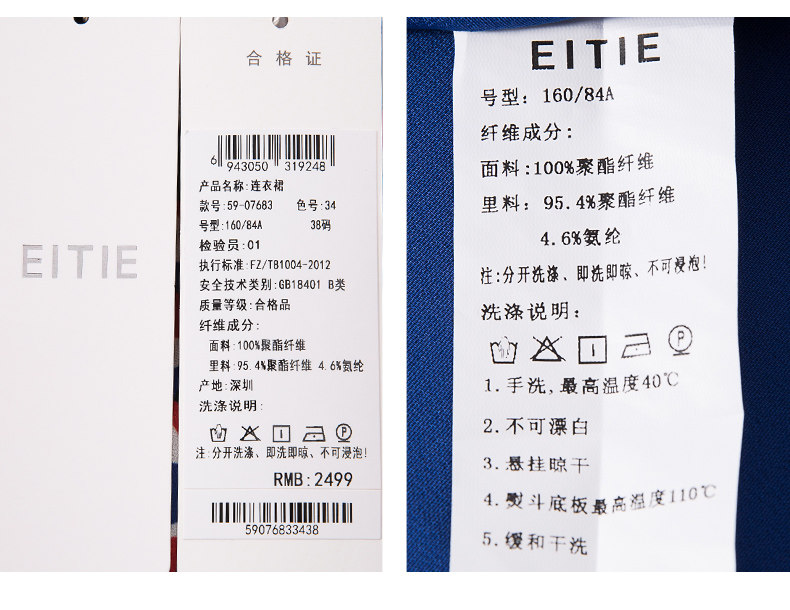 EITIE
合格证
6 943050 319248
产品名称:连衣裙
款号:59-07683 色号:34
号型:160/84A 38码
检验员:01
执行标准:FZ/TB1004-2012
安全技术类别:GB18401 B类
质量等级:合格品
纤维成分:
面料:100%聚酯纤维
里料:95.4%聚酯纤维 4.6%氨纶
产地:深圳
洗涤说明:
P
注:分开洗涤、即洗即晾、不可浸泡!
RMB:2499
59076833438
EITIE
号型: 160/84A
纤维成分:
面料:100%聚酯纤维
里料: 95.4%聚酯纤维
4.6%氨纶
注:分开洗涤、即洗即晾、不可浸泡!
洗涤说明:
P
1.手洗,最高温度40℃
2.不可漂白
3.悬挂晾干
4.熨斗底板最高温度110℃
5.缓和干洗